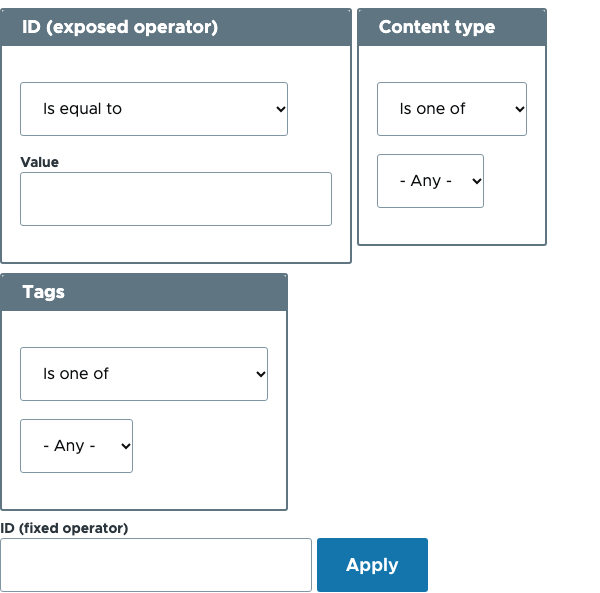 ID (exposed operator)
Is equal to
Value
Content type
Is one of
- Any -
Tags
Is one of
- Any -
ID (fixed operator)
Apply